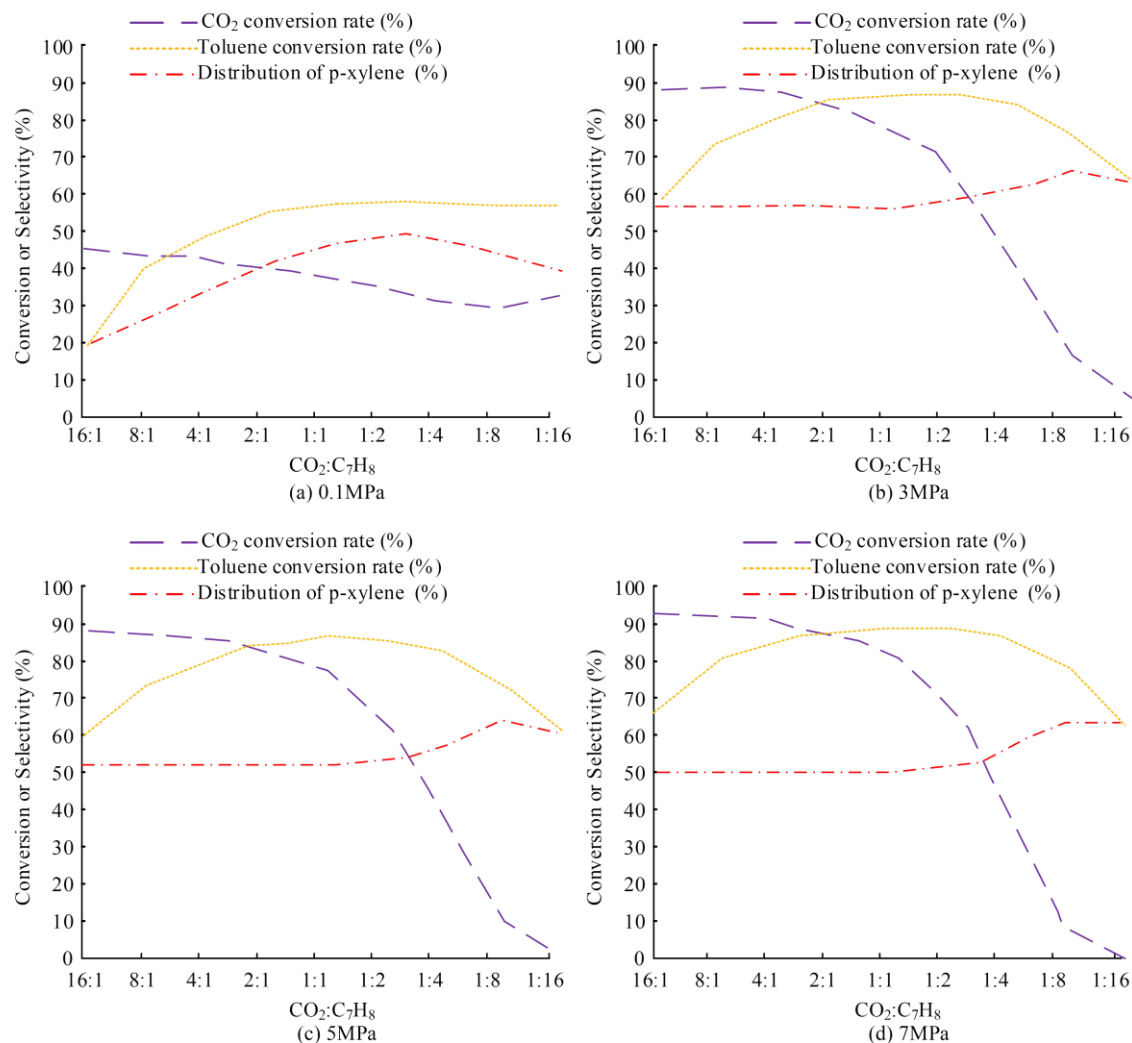 CO₂ conversion rate (%)
Toluene conversion rate (%)
Distribution of p-xylene (%)
Conversion or Selectivity (%)
100
90
80
70
60
50
40
30
20
10
0
16:1 8:1 4:1 2:1 1:1 1:2 1:4 1:8 1:16
CO₂:C₇H₈
(a) 0.1MPa
CO₂ conversion rate (%)
Toluene conversion rate (%)
Distribution of p-xylene (%)
Conversion or Selectivity (%)
100
90
80
70
60
50
40
30
20
10
0
16:1 8:1 4:1 2:1 1:1 1:2 1:4 1:8 1:16
CO₂:C₇H₈
(b) 3MPa
CO₂ conversion rate (%)
Toluene conversion rate (%)
Distribution of p-xylene (%)
Conversion or Selectivity (%)
100
90
80
70
60
50
40
30
20
10
0
16:1 8:1 4:1 2:1 1:1 1:2 1:4 1:8 1:16
CO₂:C₇H₈
(c) 5MPa
CO₂ conversion rate (%)
Toluene conversion rate (%)
Distribution of p-xylene (%)
Conversion or Selectivity (%)
100
90
80
70
60
50
40
30
20
10
0
16:1 8:1 4:1 2:1 1:1 1:2 1:4 1:8 1:16
CO₂:C₇H₈
(d) 7MPa